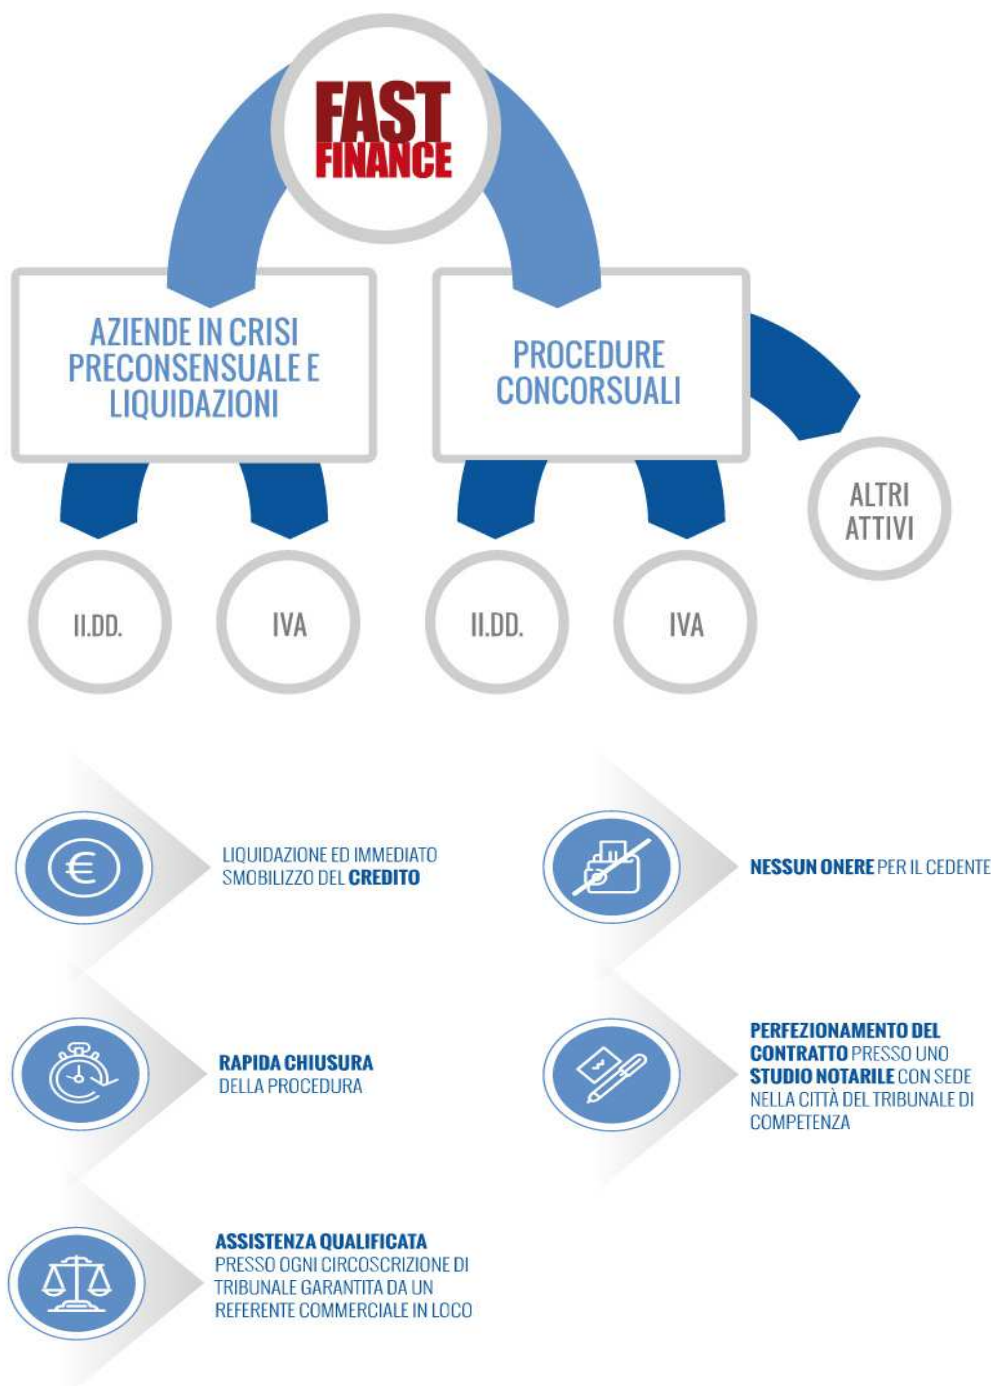 FAST
FINANCE
AZIENDE IN CRISI
PRECONSENSUALE E
LIQUIDAZIONI
PROCEDURE
CONCORSUALI
ALTRI
ATTIVI
II.DD.
IVA
II.DD.
IVA
LIQUIDAZIONE ED IMMEDIATO
SMOBILIZZO DEL CREDITO
NESSUN ONERE PER IL CEDENTE
RAPIDA CHIUSURA
DELLA PROCEDURA
PERFEZIONAMENTO DEL
CONTRATTO PRESSO UNO
STUDIO NOTARILE CON SEDE
NELLA CITTÀ DEL TRIBUNALE DI
COMPETENZA
ASSISTENZA QUALIFICATA
PRESSO OGNI CIRCOSCRIZIONE DI
TRIBUNALE GARANTITA DA UN
REFERENTE COMMERCIALE IN LOCO